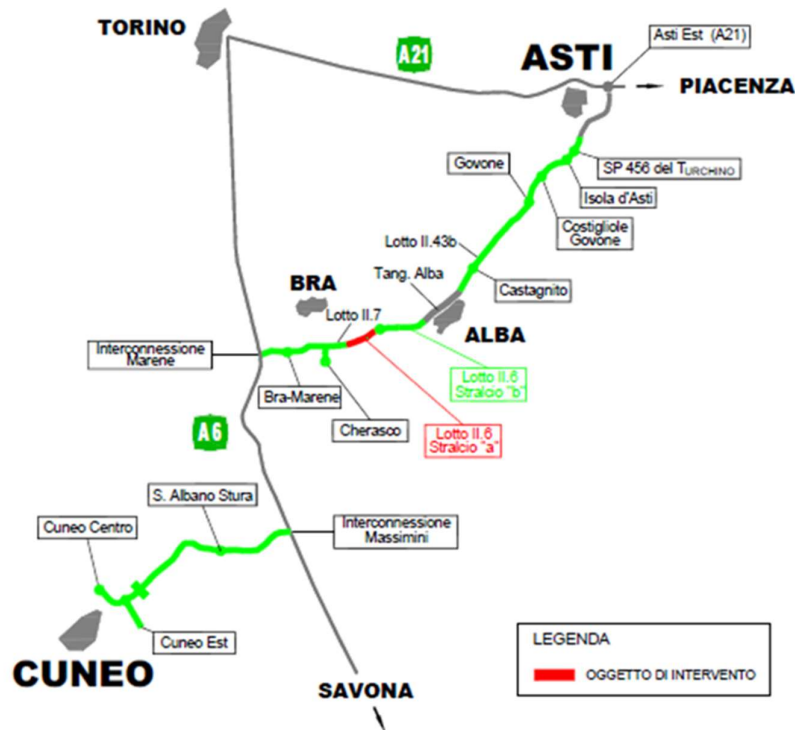 TORINO
A21
ASTI
Asti Est (A21)
PIACENZA
Govone
SP 456 del TURCHINO
Isola d'Asti
Costigliole
Govone
Lotto II.43b
Tang. Alba
Castagnito
BRA
Lotto II.7
ALBA
Interconnessione
Marene
Bra-Marene
Lotto II.6
Stralcio "b"
Cherasco
Lotto II.6
Stralcio "a"
A6
S. Albano Stura
Cuneo Centro
Interconnessione
Massimini
Cuneo Est
CUNEO
SAVONA
LEGENDA
OGGETTO DI INTERVENTO